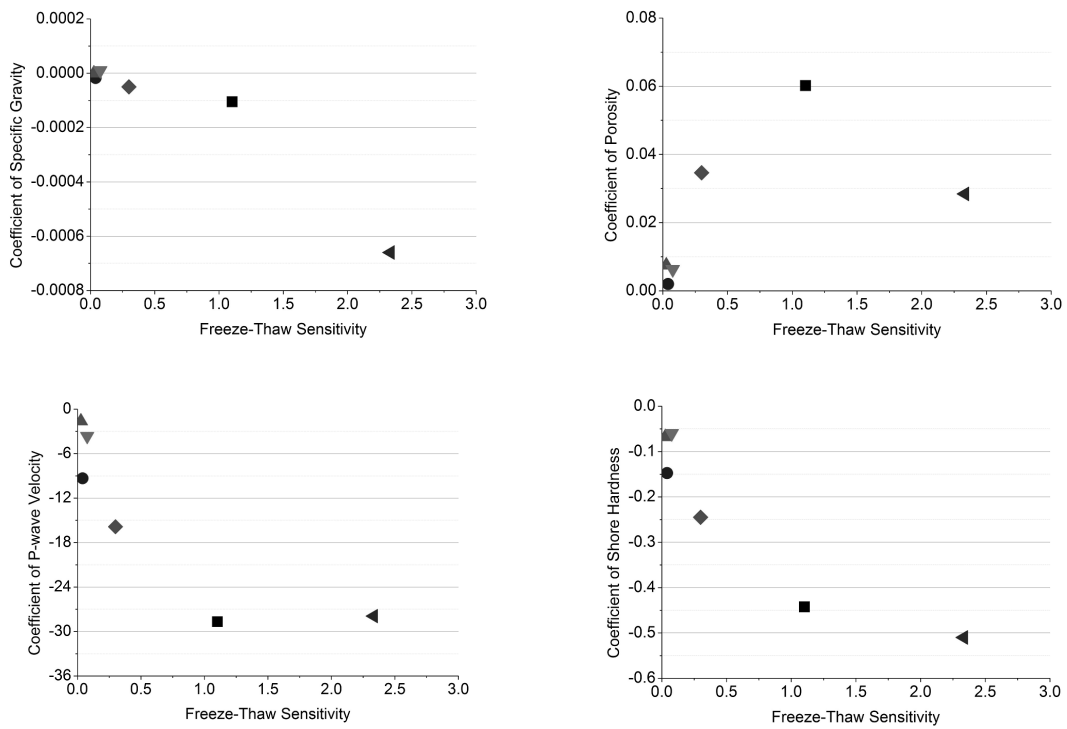 0.0002
0.0000
-0.0002
-0.0004
-0.0006
-0.0008
0.0 0.5 1.0 1.5 2.0 2.5 3.0
Coefficient of Specific Gravity
Freeze-Thaw Sensitivity
0.08
0.06
0.04
0.02
0.00
0.0 0.5 1.0 1.5 2.0 2.5 3.0
Coefficient of Porosity
Freeze-Thaw Sensitivity
0
-6
-12
-18
-24
-30
-36
0.0 0.5 1.0 1.5 2.0 2.5 3.0
Coefficient of P-wave Velocity
Freeze-Thaw Sensitivity
0.0
-0.1
-0.2
-0.3
-0.4
-0.5
-0.6
0.0 0.5 1.0 1.5 2.0 2.5 3.0
Coefficient of Shore Hardness
Freeze-Thaw Sensitivity